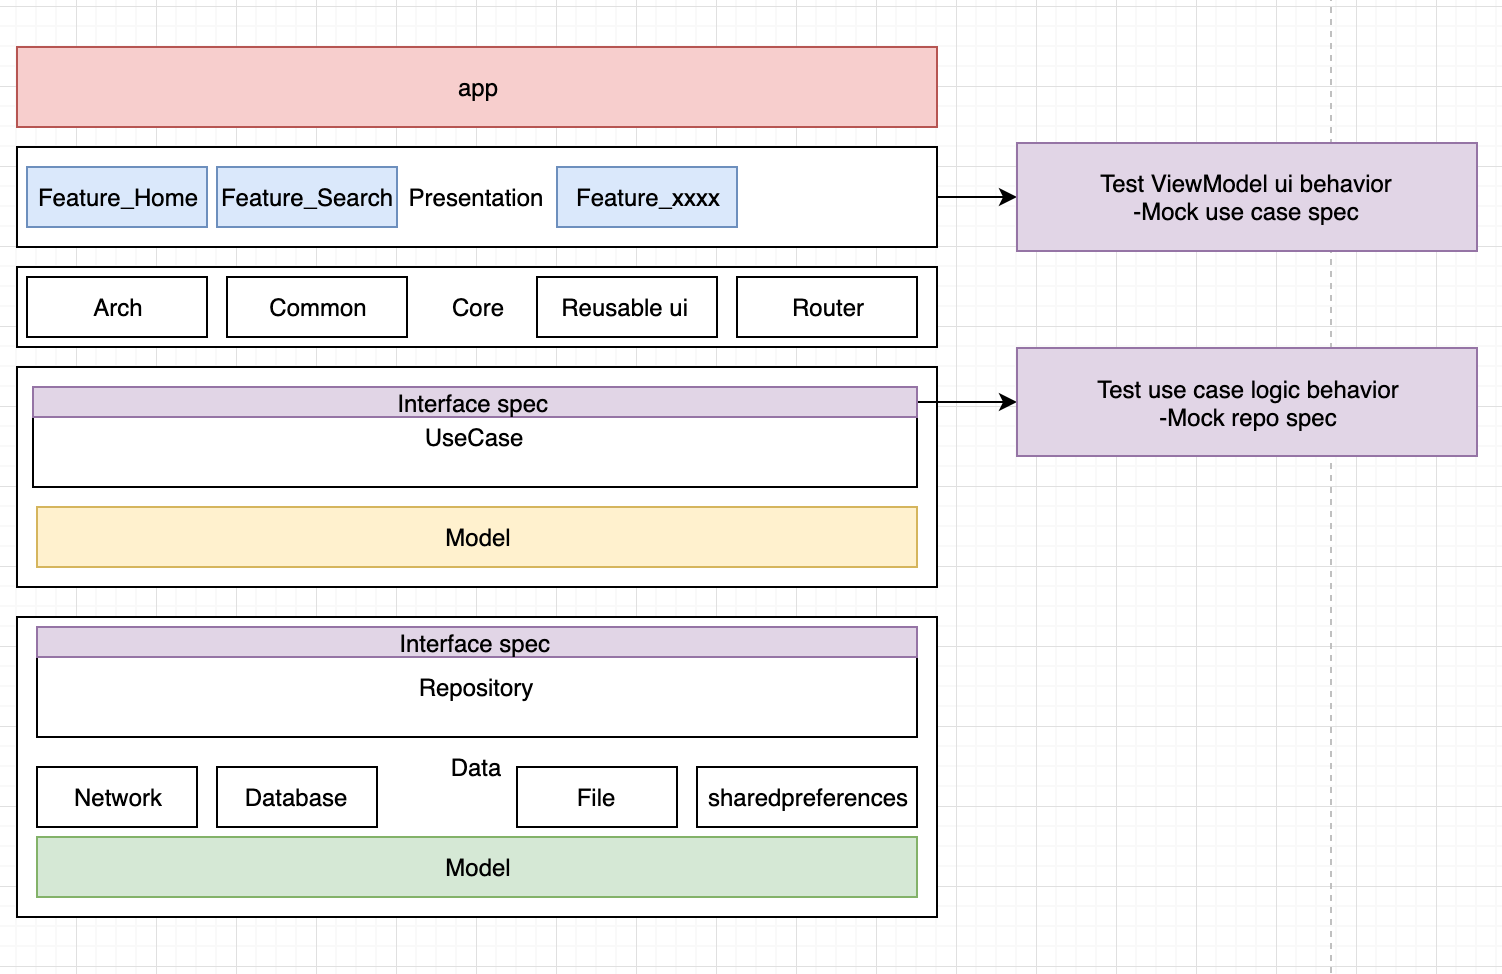 app
Feature_Home
Feature_Search
Presentation
Feature_xxxx
Test ViewModel ui behavior
-Mock use case spec
Arch
Common
Core
Reusable ui
Router
Interface spec
UseCase
Test use case logic behavior
-Mock repo spec
Model
Interface spec
Repository
Data
Network
Database
File
sharedpreferences
Model